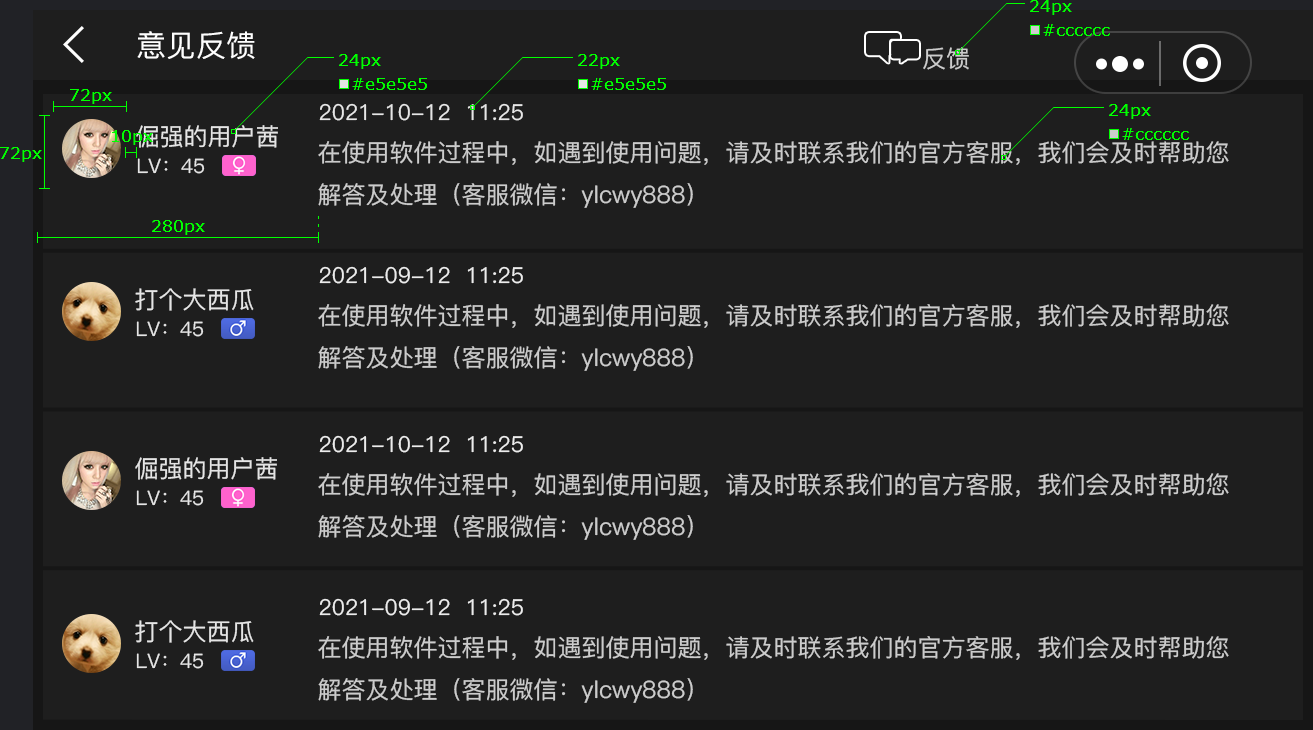 24px
#cccccc
意见反馈
反馈
24px
#e5e5e5
22px
#e5e5e5
72px
24px
#cccccc
2021-10-12 11:25
10px
倔强的用户茜
72px
在使用软件过程中，如遇到使用问题，请及时联系我们的官方客服，我们会及时帮助您
LV：45
解答及处理（客服微信：ylcwy888）
280px
2021-09-12 11:25
打个大西瓜
在使用软件过程中，如遇到使用问题，请及时联系我们的官方客服，我们会及时帮助您
LV：45
解答及处理（客服微信：ylcwy888）
2021-10-12 11:25
倔强的用户茜
在使用软件过程中，如遇到使用问题，请及时联系我们的官方客服，我们会及时帮助您
LV：45
解答及处理（客服微信：ylcwy888）
2021-09-12 11:25
打个大西瓜
在使用软件过程中，如遇到使用问题，请及时联系我们的官方客服，我们会及时帮助您
LV：45
解答及处理（客服微信：ylcwy888）